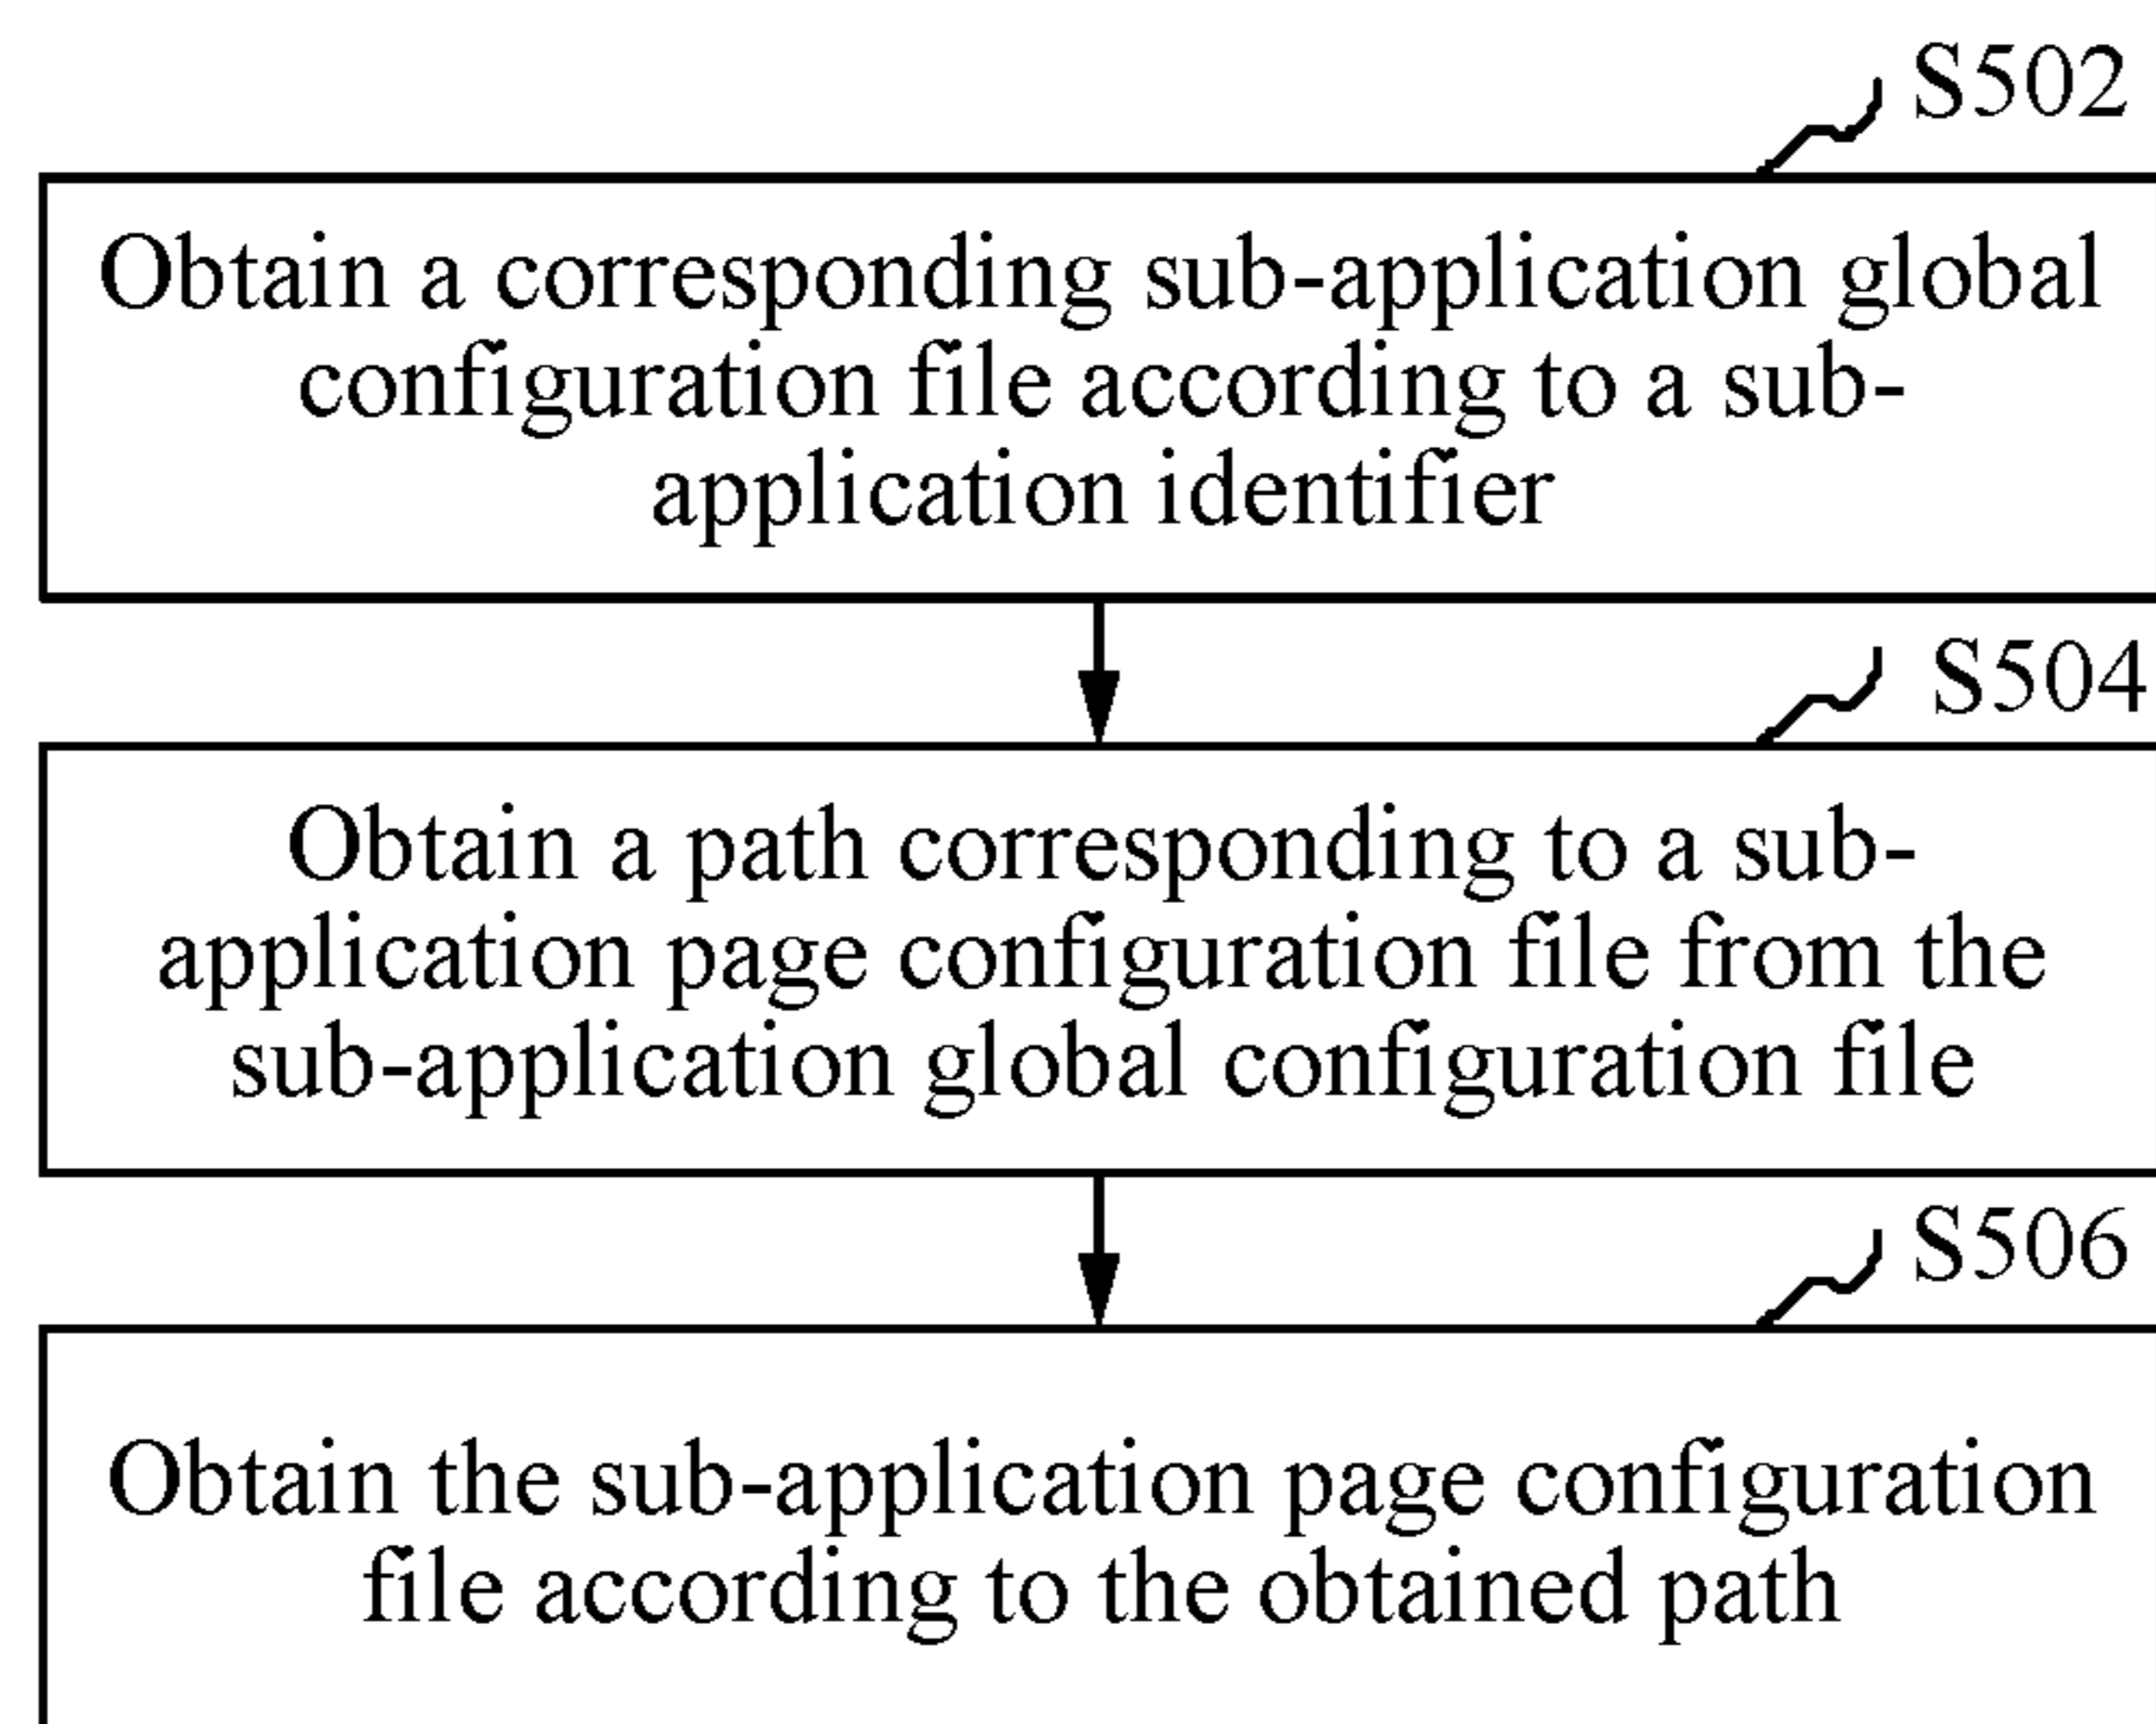 S502
Obtain a corresponding sub-application global
configuration file according to a sub-
application identifier
S504
Obtain a path corresponding to a sub-
application page configuration file from the
sub-application global configuration file
S506
Obtain the sub-application page configuration
file according to the obtained path